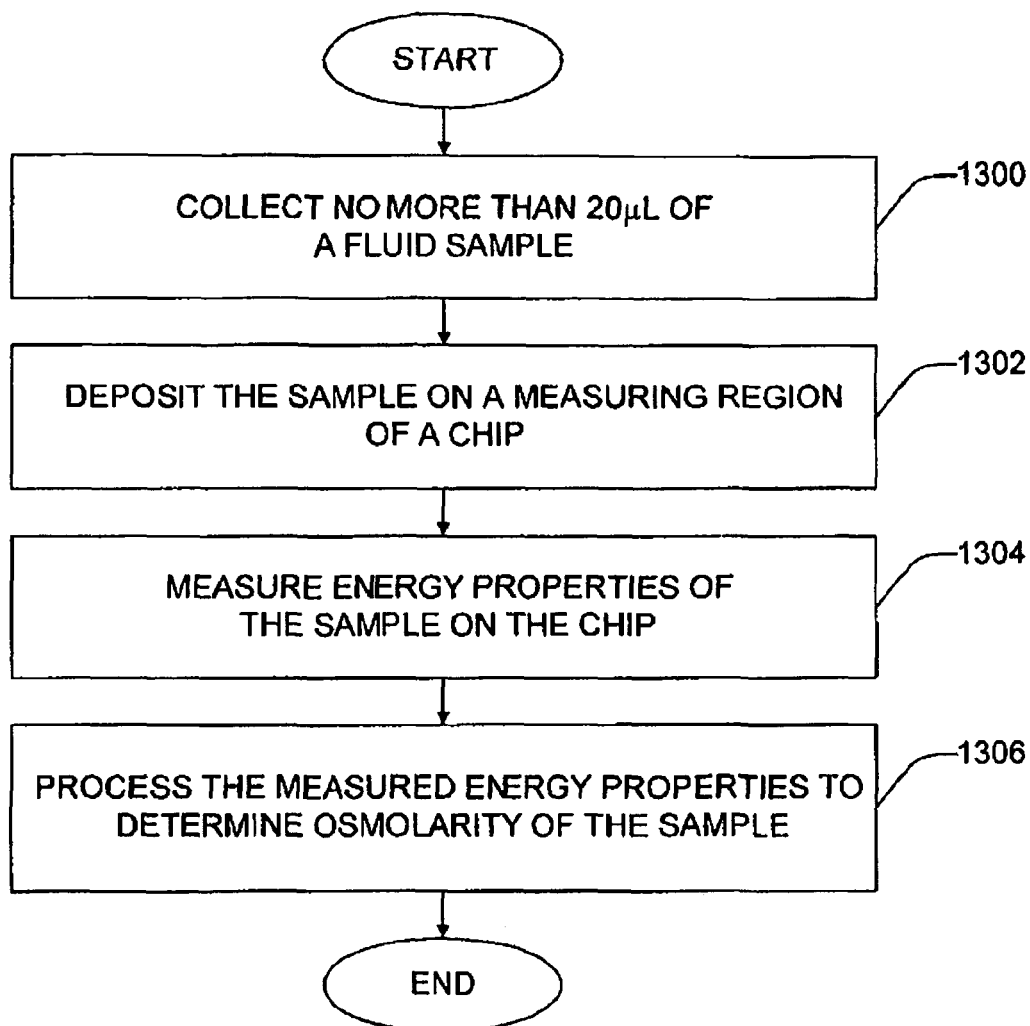 START
COLLECT NO MORE THAN 20µL OF
A FLUID SAMPLE
1300
DEPOSIT THE SAMPLE ON A MEASURING REGION
OF A CHIP
1302
MEASURE ENERGY PROPERTIES OF
THE SAMPLE ON THE CHIP
1304
PROCESS THE MEASURED ENERGY PROPERTIES TO
DETERMINE OSMOLARITY OF THE SAMPLE
1306
END